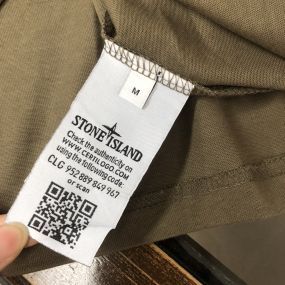 M
STONE ISLAND
Check the authenticity on
WWW.CERTILOGO.COM
using the following code:
CLG 952 889 849 967
or scan